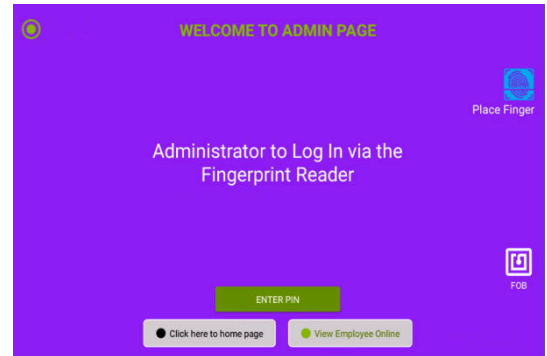 WELCOME TO ADMIN PAGE
Place Finger
Administrator to Log In via the
Fingerprint Reader
FOB
ENTER PIN
Click here to home page
View Employee Online